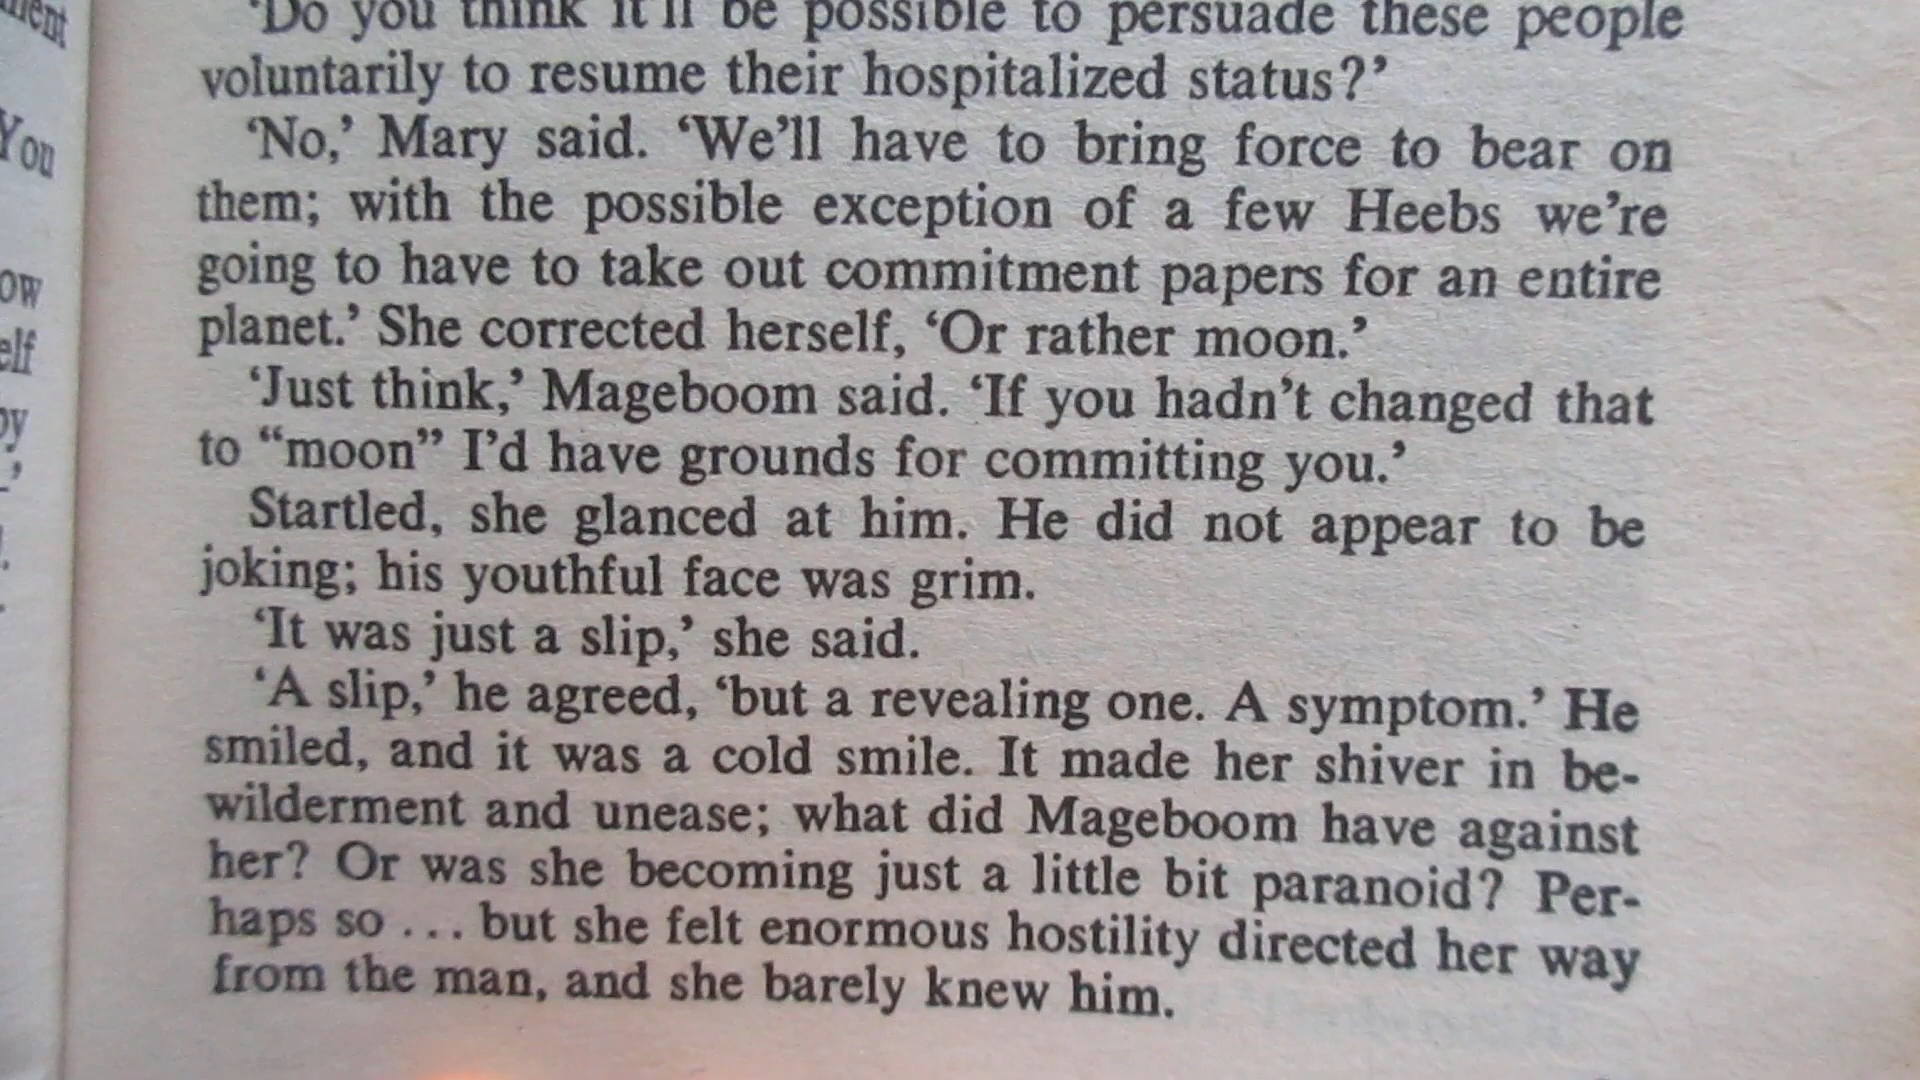 ment
You
ow
elf
by
'Do you think it'll be possible to persuade these people
voluntarily to resume their hospitalized status?'
'No,' Mary said. 'We'll have to bring force to bear on
them; with the possible exception of a few Heebs we're
going to have to take out commitment papers for an entire
planet.' She corrected herself, 'Or rather moon.'
'Just think,' Mageboom said. 'If you hadn't changed that
to “moon” I'd have grounds for committing you.'
Startled, she glanced at him. He did not appear to be
joking; his youthful face was grim.
'It was just a slip,' she said.
'A slip,' he agreed, 'but a revealing one. A symptom.' He
smiled, and it was a cold smile. It made her shiver in be-
wilderment and unease; what did Mageboom have against
her? Or was she becoming just a little bit paranoid? Per-
haps so ... but she felt enormous hostility directed her way
from the man, and she barely knew him.